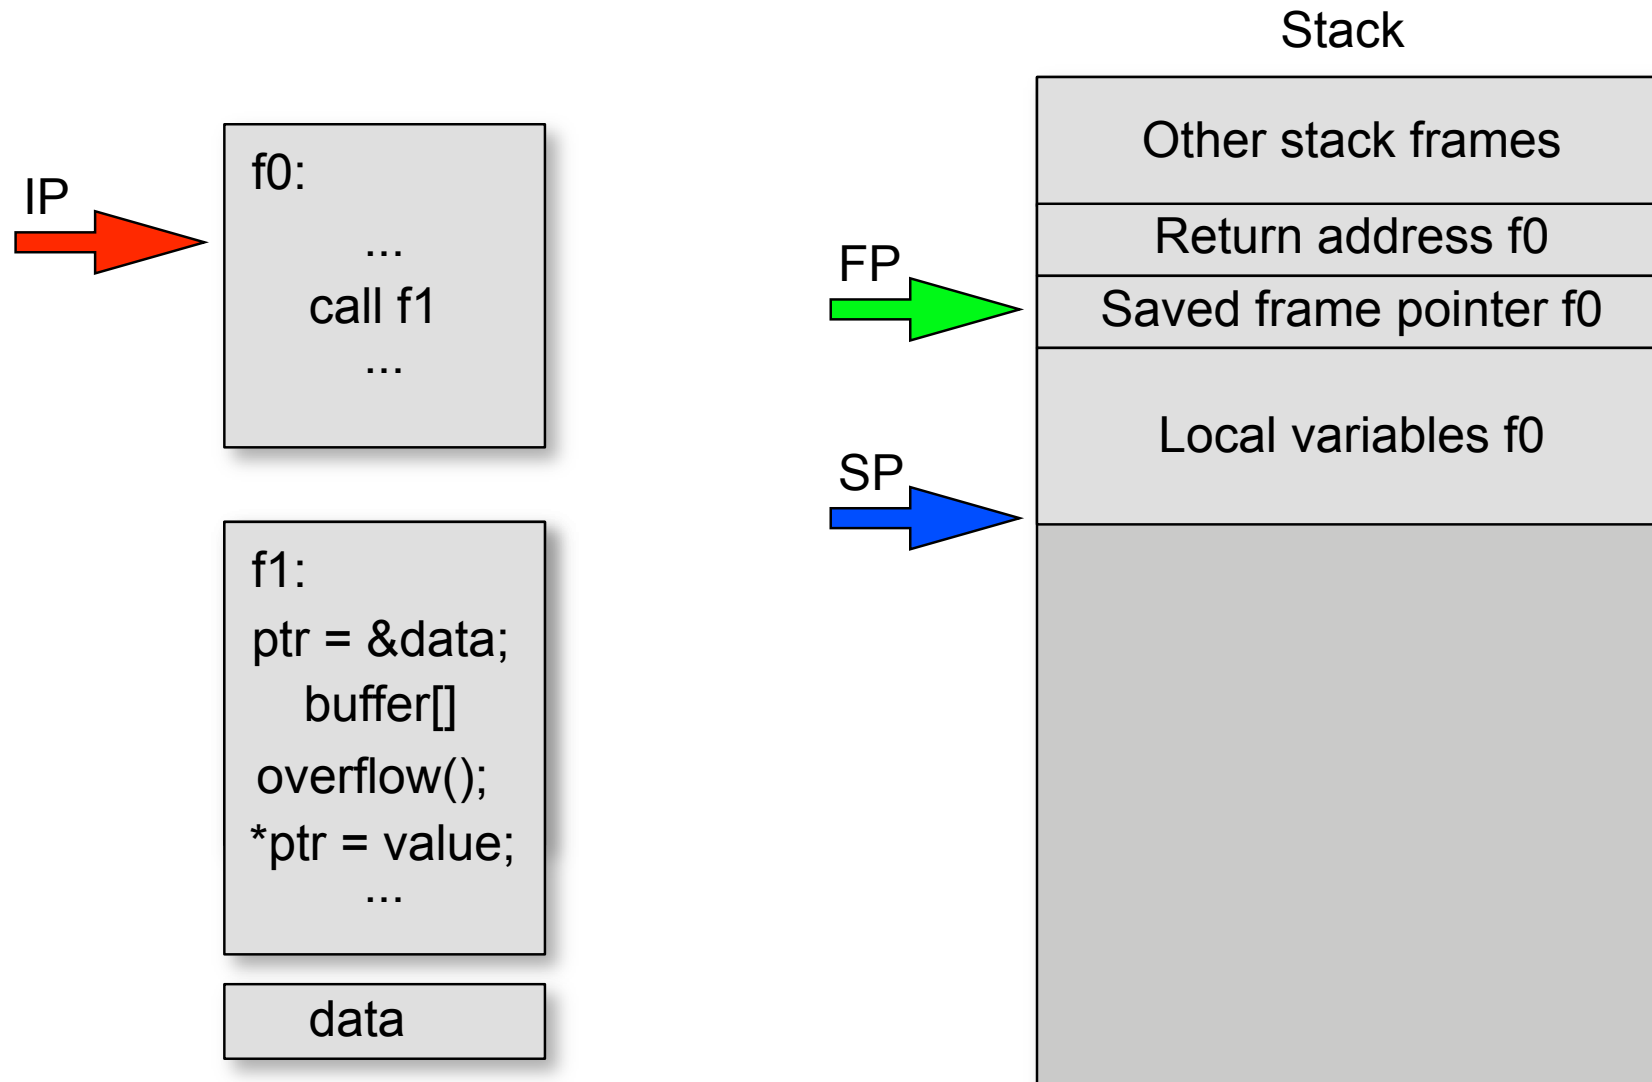 Stack
IP
f0:
...
call f1
...
f1:
ptr = &data;
buffer[]
overflow();
*ptr = value;
...
data
FP
SP
Other stack frames
Return address f0
Saved frame pointer f0
Local variables f0